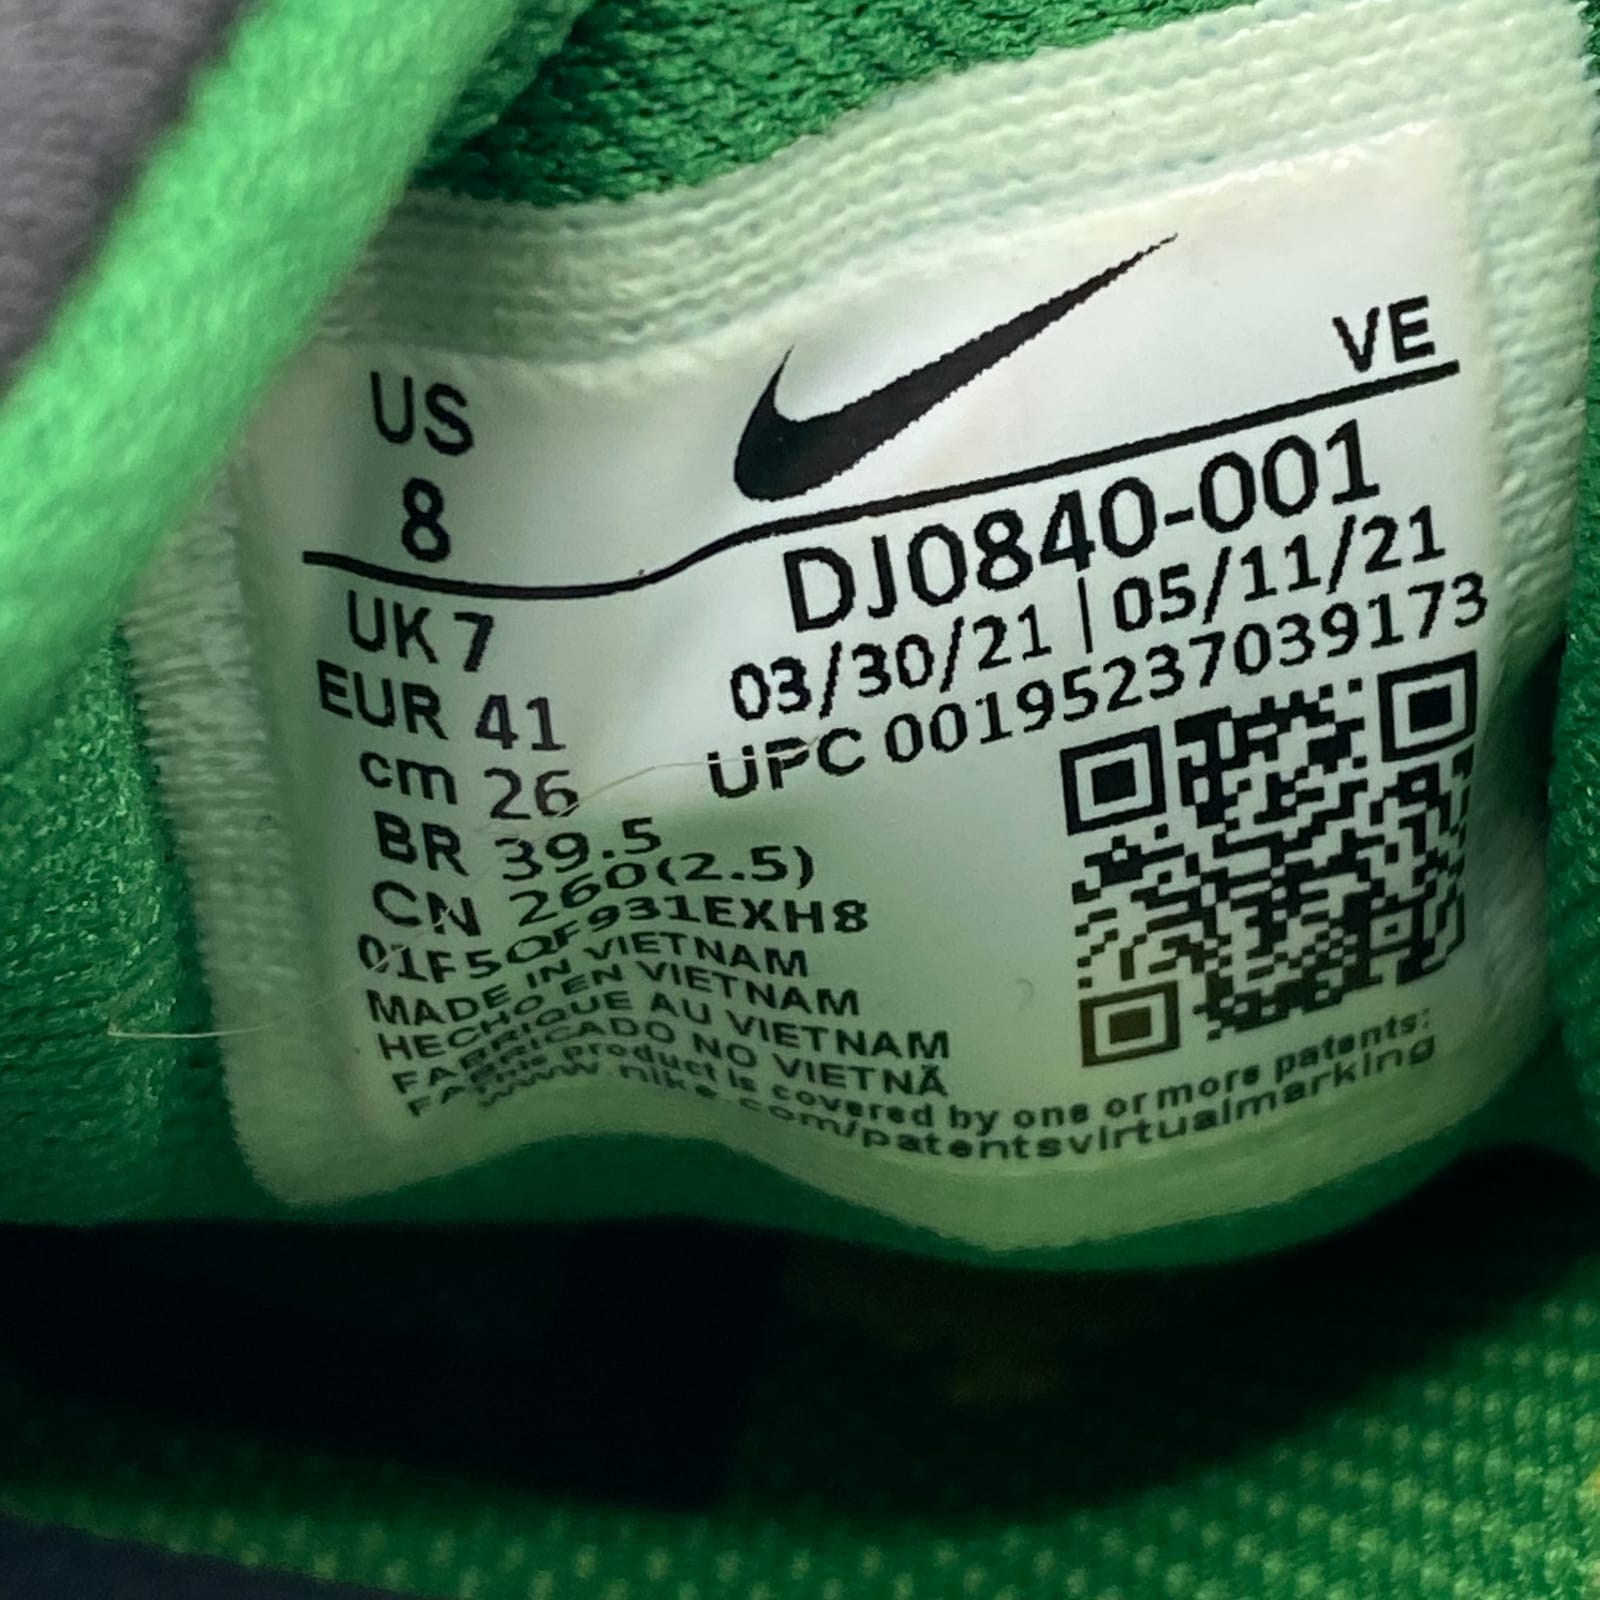 US
8
UK 7
EUR 41
cm 26
BR 39.5
CN 260(2.5)
01F5QF931EXH8
MADE IN VIETNAM
HECHO EN VIETNAM
FABRIQUE AU VIETNAM
FABRICADO NO VIETNÃ
This product is covered by one or more patents:
www.nike.com/patentsvirtualmarking
VE
DJ0840-001
03/30/21 | 05/11/21
UPC 00195237039173